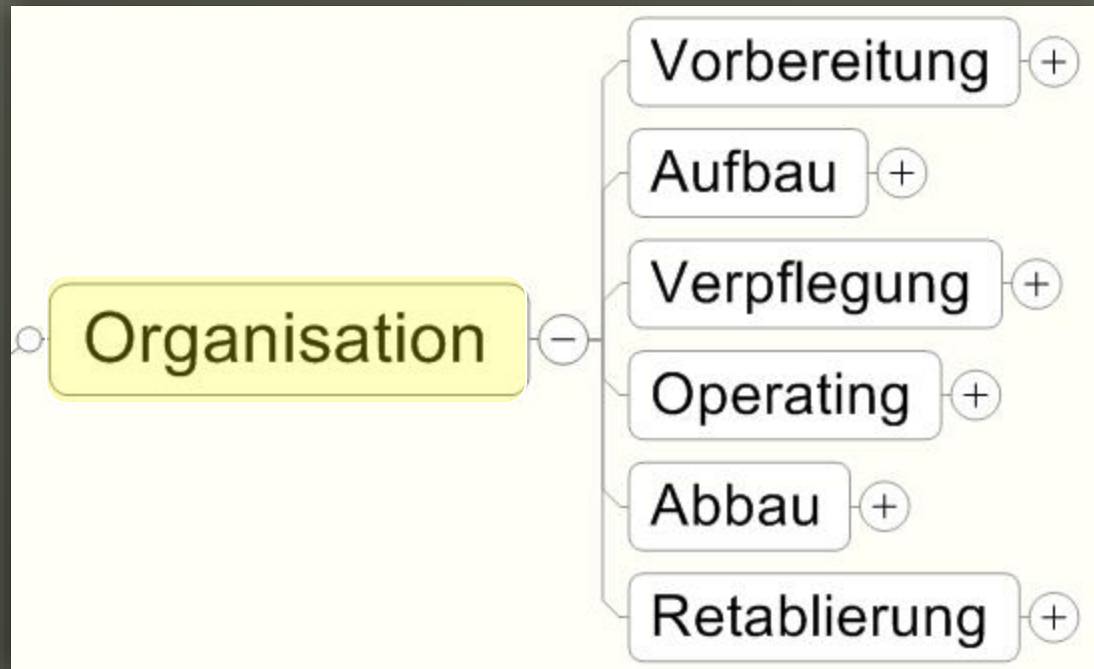 Organisation
Vorbereitung
Aufbau
Verpflegung
Operating
Abbau
Retablierung